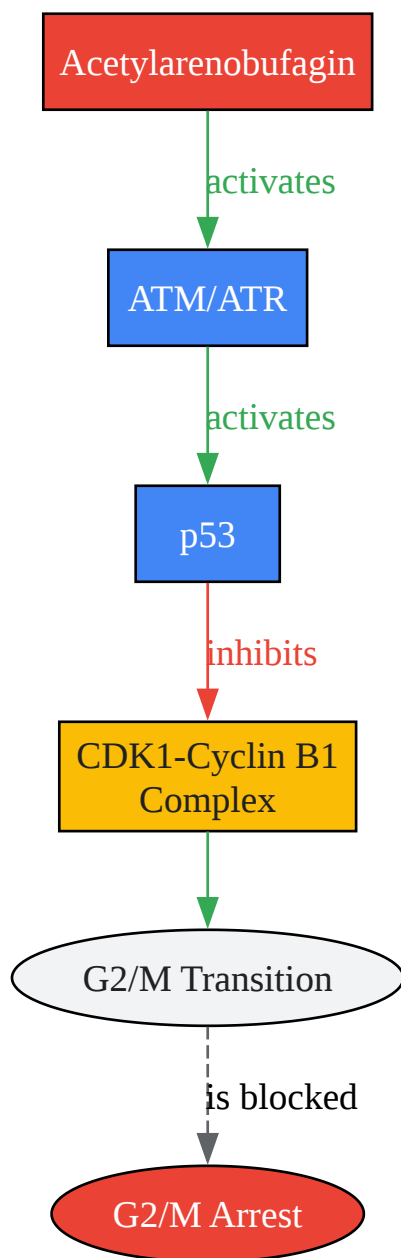 Acetylarenobufagin
activates
ATM/ATR
activates
p53
inhibits
CDK1-Cyclin B1
Complex
G2/M Transition
is blocked
G2/M Arrest